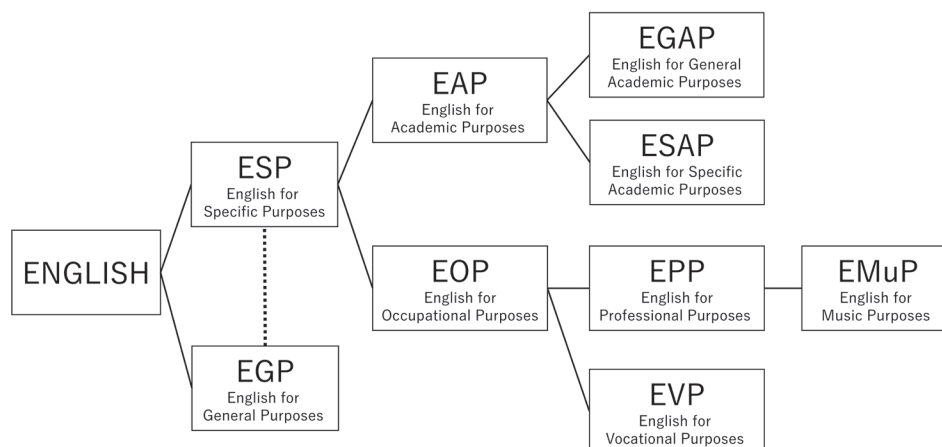 ENGLISH
ESP
English for
Specific Purposes
EGP
English for
General Purposes
EAP
English for
Academic Purposes
EOP
English for
Occupational Purposes
EGAP
English for General
Academic Purposes
ESAP
English for Specific
Academic Purposes
EPP
English for
Professional Purposes
EVP
English for
Vocational Purposes
EMuP
English for
Music Purposes